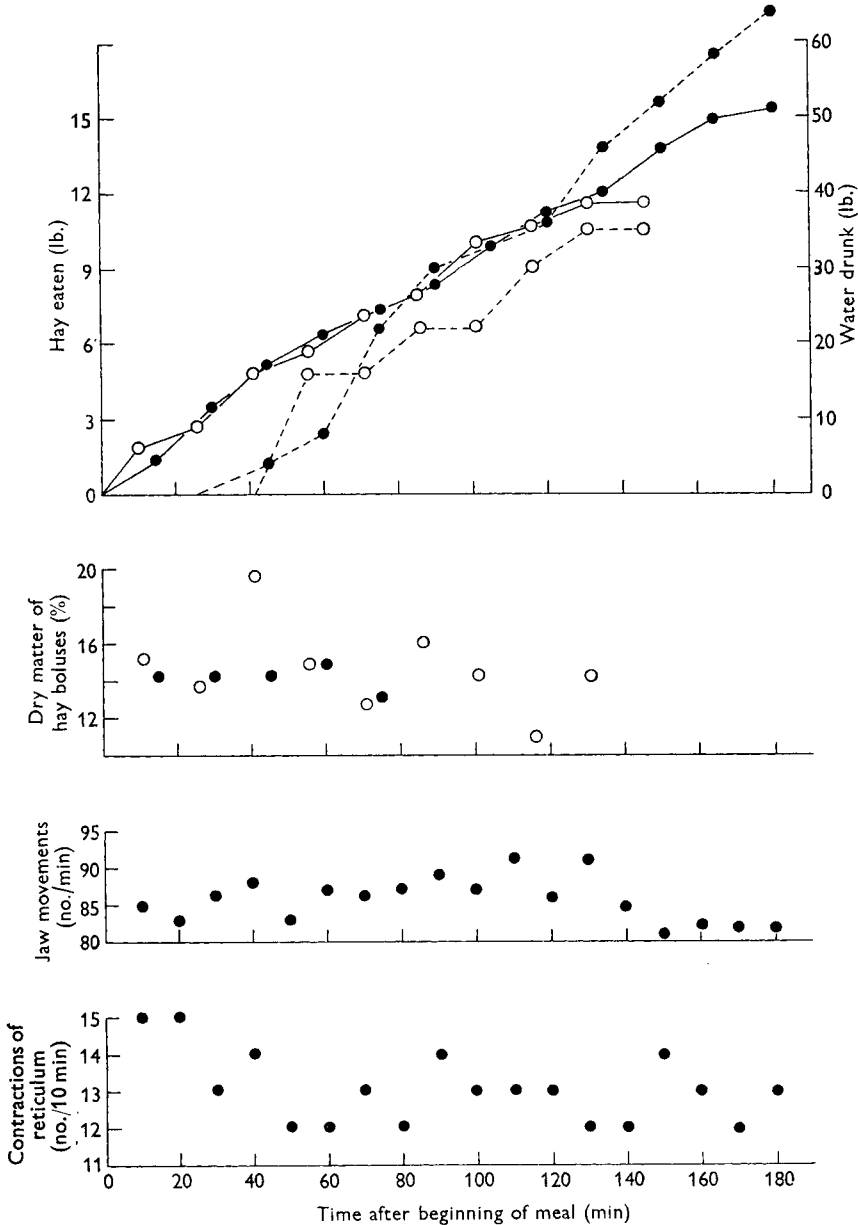 Hay eaten (lb.)
15
12
9
6
3
0
Water drunk (lb.)
60
50
40
30
20
10
0
Dry matter of
hay boluses (%)
20
16
12
Jaw movements
(no./min)
95
90
85
80
Contractions of
reticulum
(no./10 min)
15
14
13
12
11
0 20 40 60 80 100 120 140 160 180
Time after beginning of meal (min)